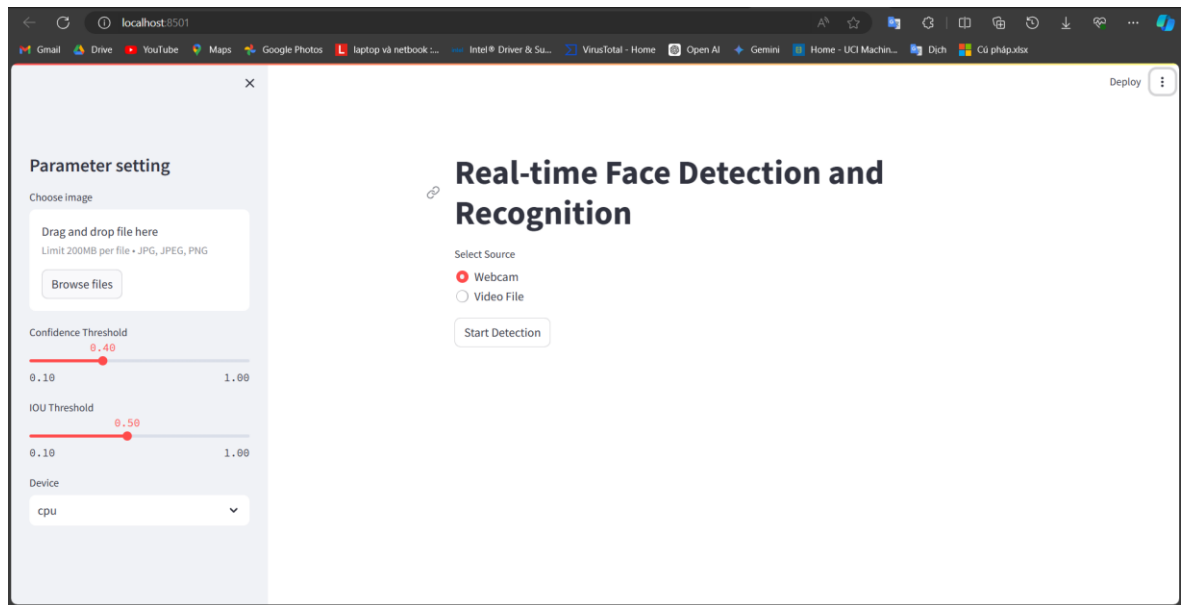 localhost:8501
Gmail Drive YouTube Maps Google Photos laptop và netbook :... Intel® Driver & Su... VirusTotal - Home Open AI Gemini Home - UCI Machin... Dịch Cú pháp.xlsx
Deploy
Parameter setting
Choose image
Drag and drop file here
Limit 200MB per file • JPG, JPEG, PNG
Browse files
Confidence Threshold
0.40
0.10 1.00
IOU Threshold
0.50
0.10 1.00
Device
cpu
Real-time Face Detection and
Recognition
Select Source
Webcam
Video File
Start Detection